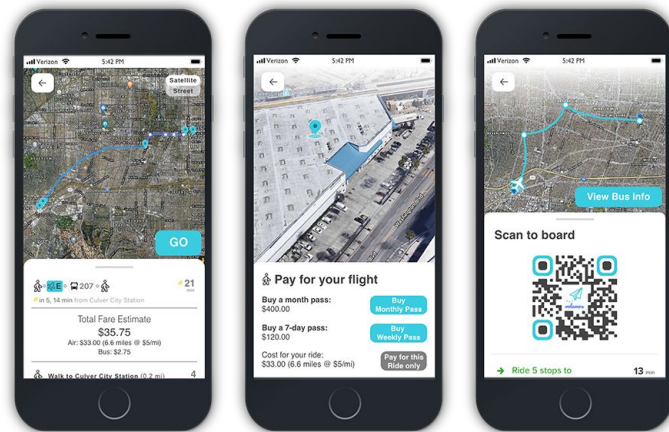 Verizon 5:42 PM
Satellite
Street
GO
E 207
21
min
in 5, 14 min from Culver City Station
Total Fare Estimate
$35.75
Air: $33.00 (6.6 miles @ $5/mi)
Bus: $2.75
Walk to Culver City Station (0.2 mi) 4
Verizon 5:42 PM
Pay for your flight
Buy a month pass:
$400.00
Buy
Monthly Pass
Buy a 7-day pass:
$120.00
Buy
Weekly Pass
Cost for your ride:
$33.00 (6.6 miles @ $5/mi)
Pay for this
Ride only
Verizon 5:42 PM
View Bus Info
Scan to board
Ride 5 stops to 13 min